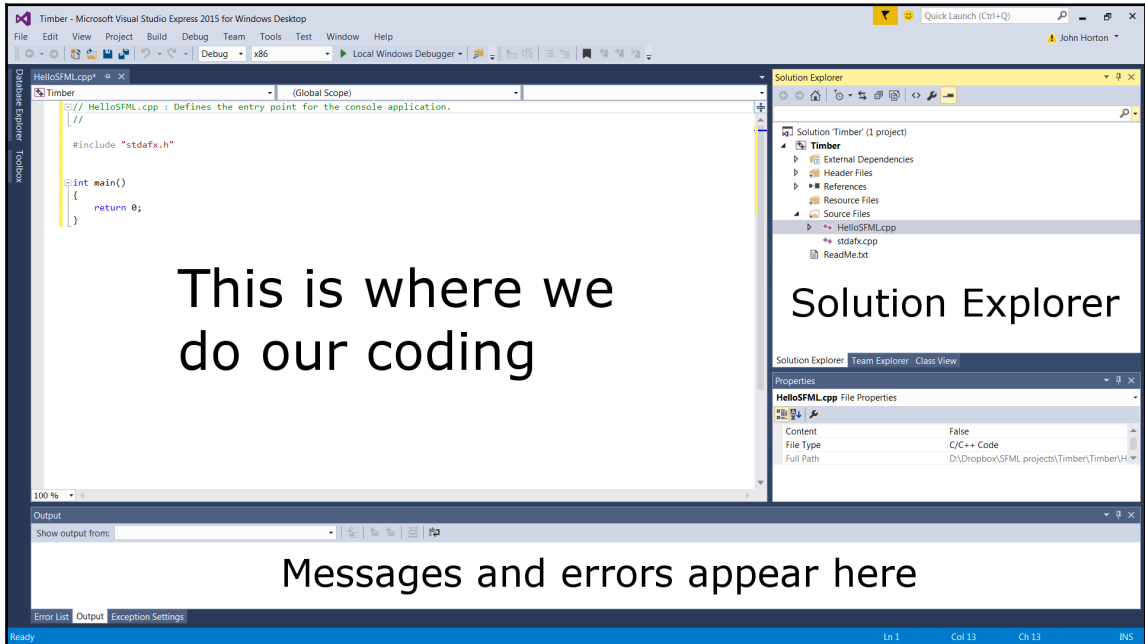 Timber - Microsoft Visual Studio Express 2015 for Windows Desktop
Quick Launch (Ctrl+Q)
File Edit View Project Build Debug Team Tools Test Window Help
John Horton
Debug x86 Local Windows Debugger
Database Explorer
Toolbox
HelloSFML.cpp*
Timber (Global Scope)
// HelloSFML.cpp : Defines the entry point for the console application.
//
#include "stdafx.h"
int main()
{
return 0;
}
This is where we
do our coding
100 %
Solution Explorer
Solution 'Timber' (1 project)
Timber
External Dependencies
Header Files
References
Resource Files
Source Files
HelloSFML.cpp
stdafx.cpp
ReadMe.txt
Solution Explorer
Solution Explorer Team Explorer Class View
Properties
HelloSFML.cpp File Properties
Content False
File Type C/C++ Code
Full Path D:\Dropbox\SFML projects\Timber\Timber\H
Output
Show output from:
Messages and errors appear here
Error List Output Exception Settings
Ready Ln 1 Col 13 Ch 13 INS